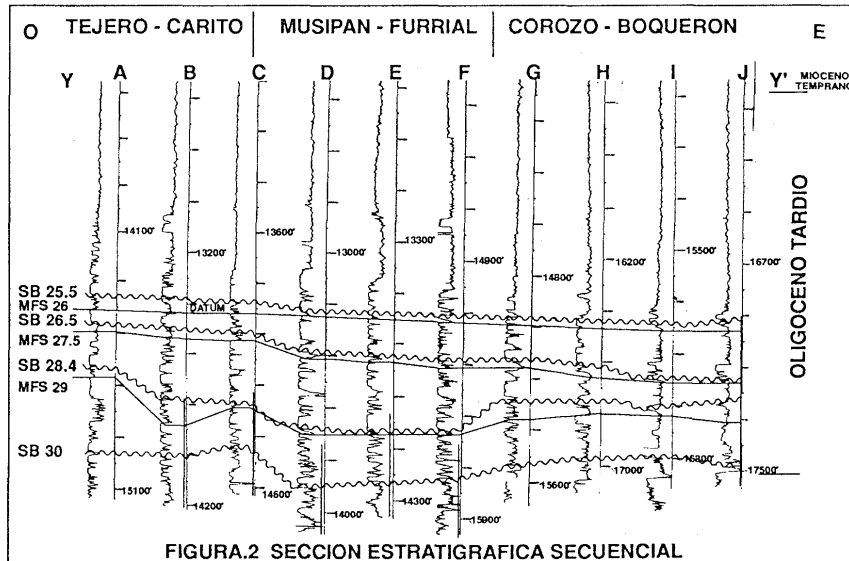 O TEJERO - CARITO MUSIPAN - FURRIAL COROZO - BOQUERON E
Y A B C D E F G H I J Y' MIOCENO
TEMPRANO
14100' 13200' 13600' 13000' 13300' 14900' 14800' 16200' 15500' 16700'
OLIGOCENO TARDIO
SB 25.5
MFS 26 DATUM
SB 26.5
MFS 27.5
SB 28.4
MFS 29
SB 30
15100' 14200' 14600' 14000' 14300' 15900' 15600' 17000' 16800' 17500'
FIGURA.2 SECCION ESTRATIGRAFICA SECUENCIAL